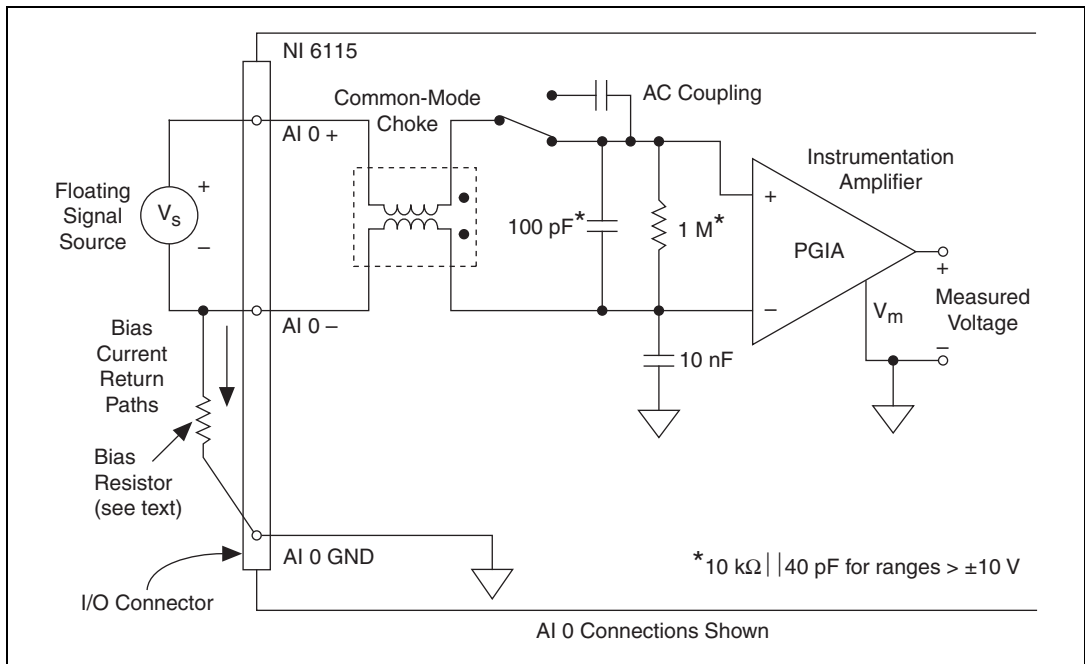 NI 6115
Common-Mode
Choke
AC Coupling
AI 0 +
Floating
Signal
Source
+
Vs
–
100 pF*
1 M*
Instrumentation
Amplifier
+
PGIA
–
+
Measured
Voltage
–
Vm
AI 0 –
10 nF
Bias
Current
Return
Paths
Bias
Resistor
(see text)
AI 0 GND
*10 kΩ||40 pF for ranges > ±10 V
I/O Connector
AI 0 Connections Shown